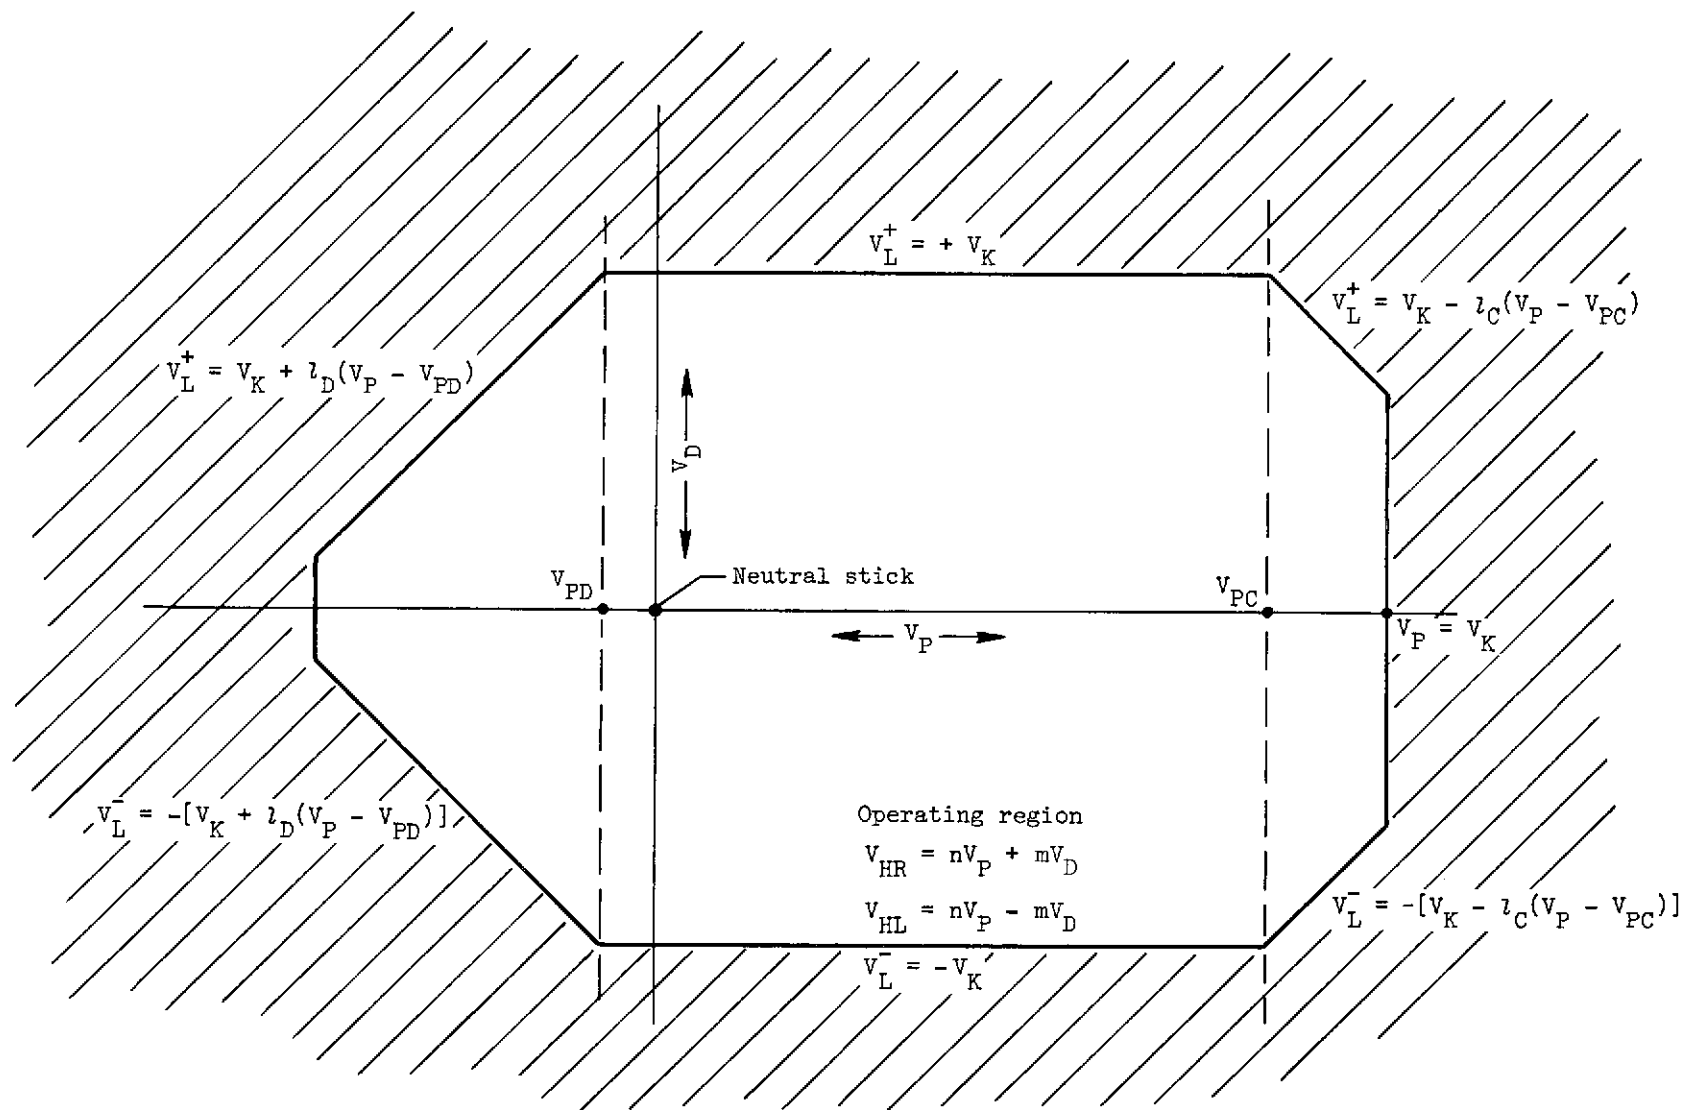 V_L^+ = + V_K
V_L^+ = V_K - l_C(V_P - V_PC)
V_L^+ = V_K + l_D(V_P - V_PD)
V_D
V_PD
Neutral stick
V_PC
V_P
V_P = V_K
V_L^- = -[V_K + l_D(V_P - V_PD)]
Operating region
V_HR = nV_P + mV_D
V_HL = nV_P - mV_D
V_L^- = -[V_K - l_C(V_P - V_PC)]
V_L^- = -V_K